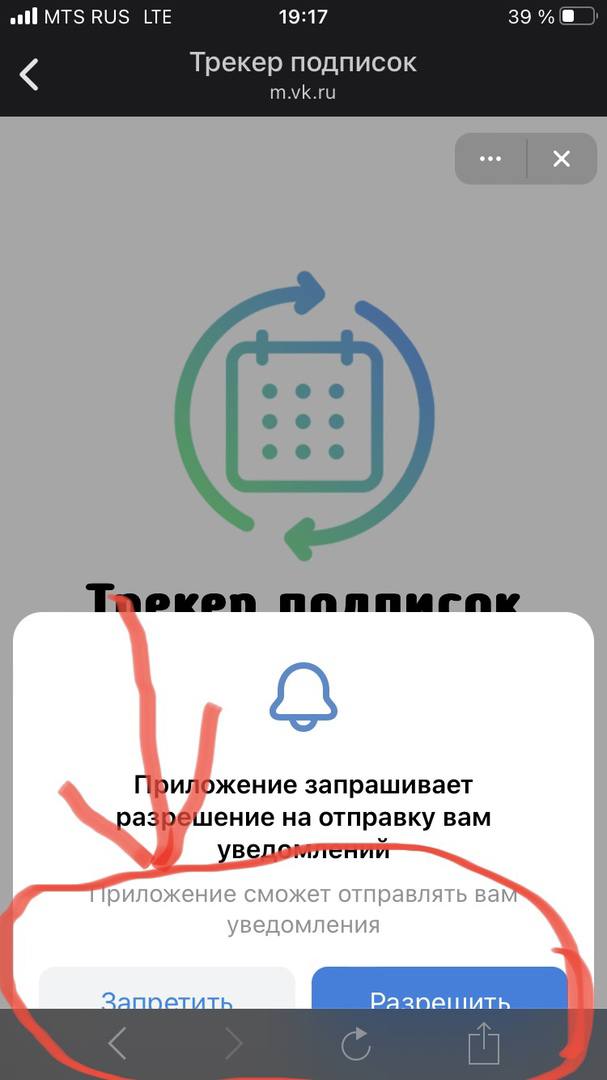 MTS RUS LTE 19:17 39 %
Трекер подписок
m.vk.ru
Трекер подписок
Приложение запрашивает
разрешение на отправку вам
уведомлений
Приложение сможет отправлять вам
уведомления
Запретить Разрешить